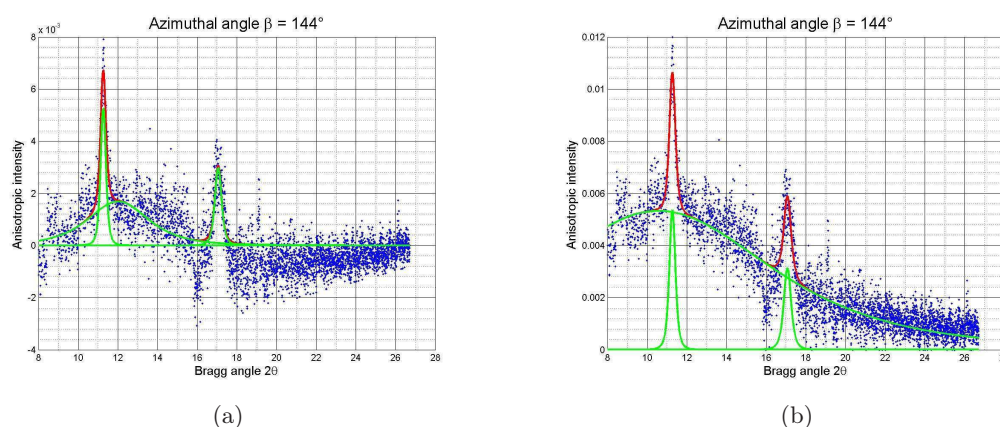 Azimuthal angle β = 144°
x 10⁻³
8
6
4
2
0
-2
-4
Anisotropic intensity
8 10 12 14 16 18 20 22 24 26 28
Bragg angle 2θ
(a)
Azimuthal angle β = 144°
0.012
0.01
0.008
0.006
0.004
0.002
0
Anisotropic intensity
8 10 12 14 16 18 20 22 24 26 28
Bragg angle 2θ
(b)